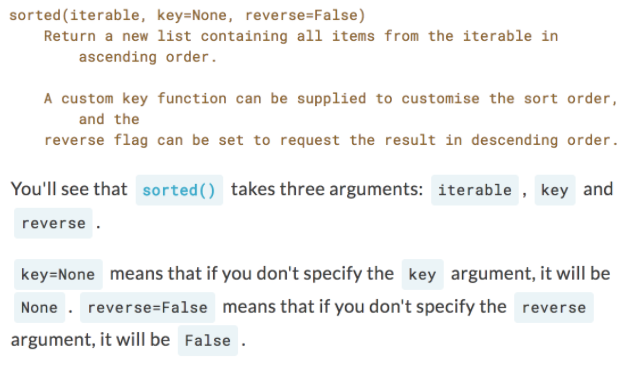 sorted(iterable, key=None, reverse=False)
Return a new list containing all items from the iterable in
ascending order.
A custom key function can be supplied to customise the sort order,
and the
reverse flag can be set to request the result in descending order.
You'll see that sorted() takes three arguments: iterable , key and
reverse .
key=None means that if you don't specify the key argument, it will be
None . reverse=False means that if you don't specify the reverse
argument, it will be False .